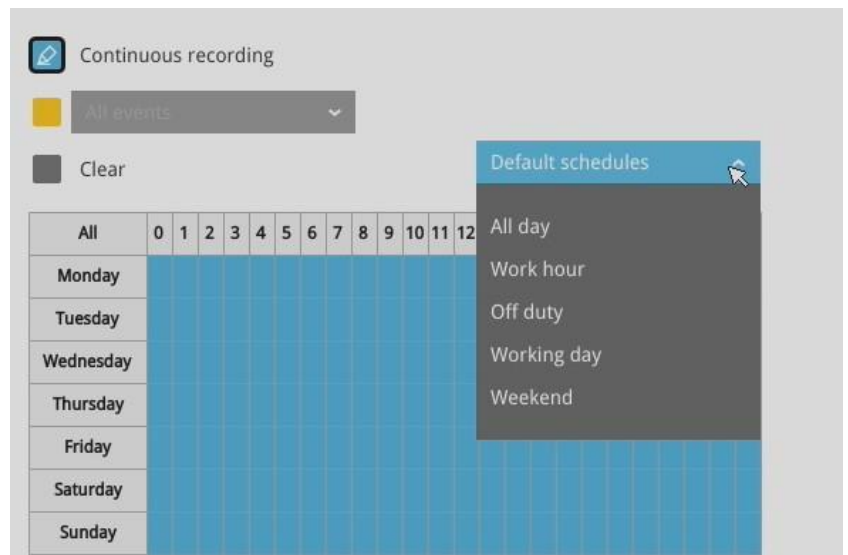 Continuous recording
All events
Clear
Default schedules
All day
Work hour
Off duty
Working day
Weekend
All 0 1 2 3 4 5 6 7 8 9 10 11 12
Monday
Tuesday
Wednesday
Thursday
Friday
Saturday
Sunday